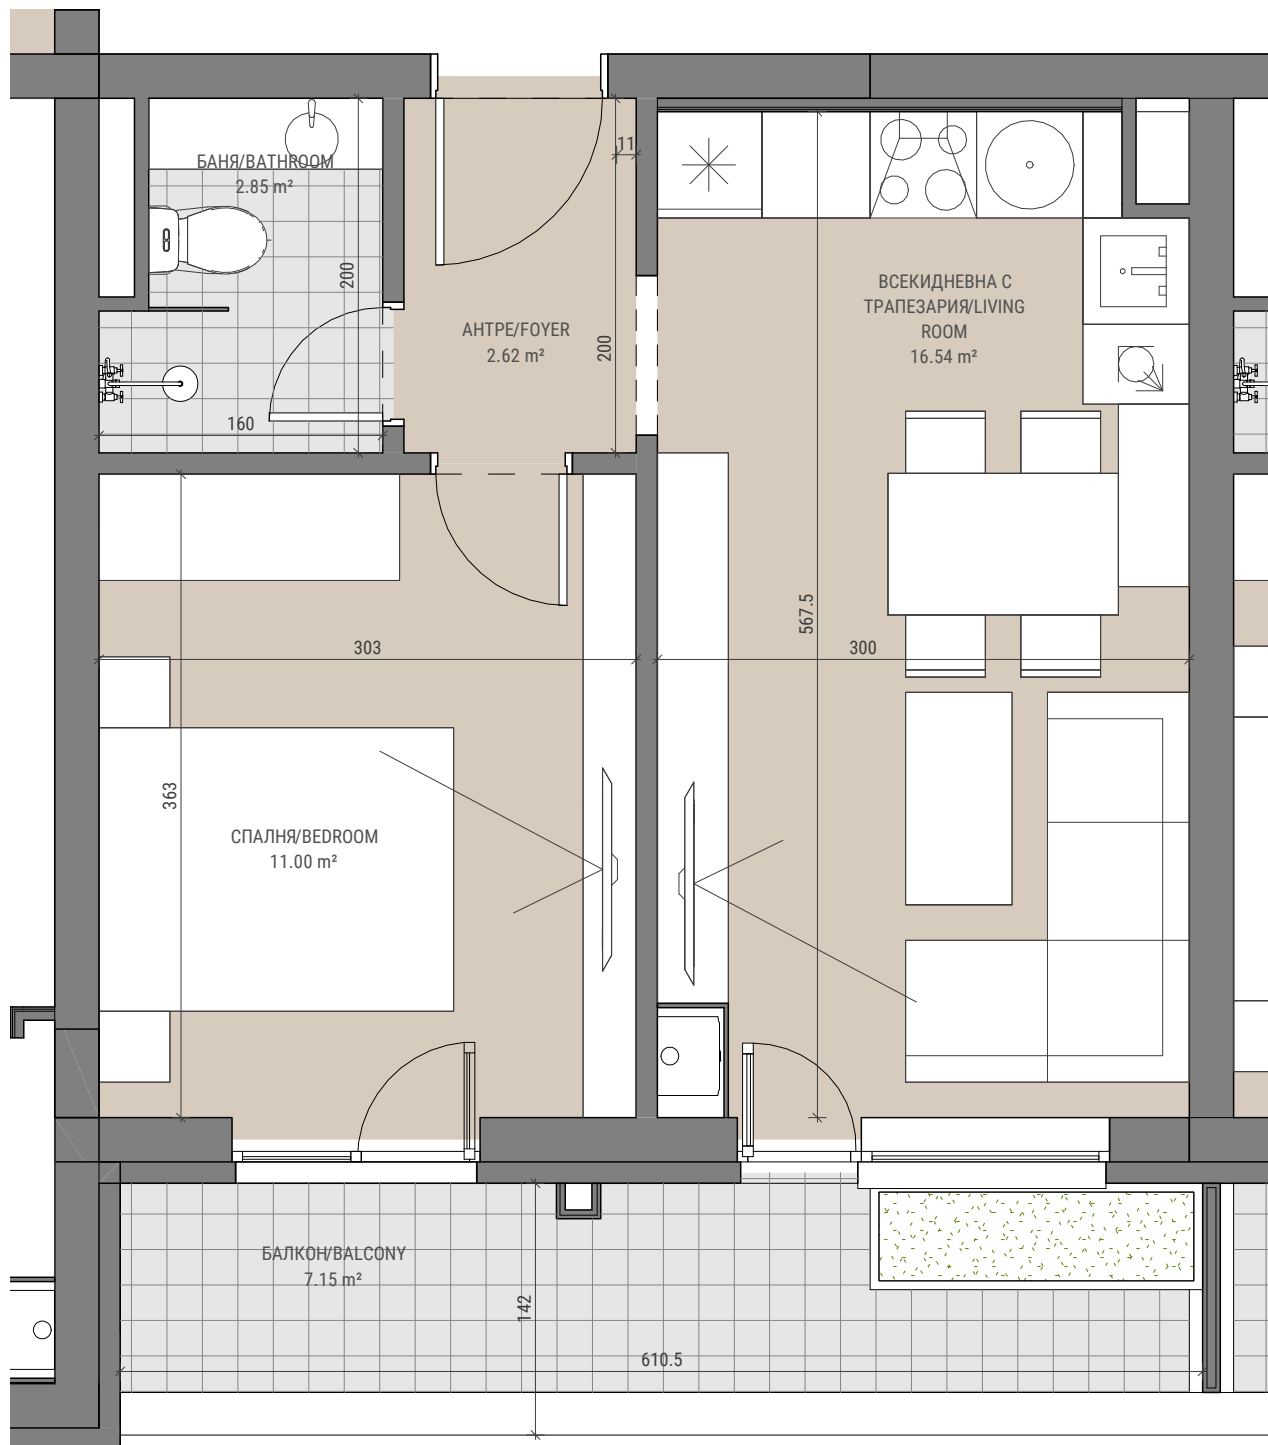 БАНЯ/BATHROOM
2.85 m²
11
200
АНТРЕ/FOYER
2.62 m²
200
160
ВСЕКИДНЕВНА С
ТРАПЕЗАРИЯ/LIVING
ROOM
16.54 m²
303
567.5
300
363
СПАЛНЯ/BEDROOM
11.00 m²
БАЛКОН/BALCONY
7.15 m²
142
610.5